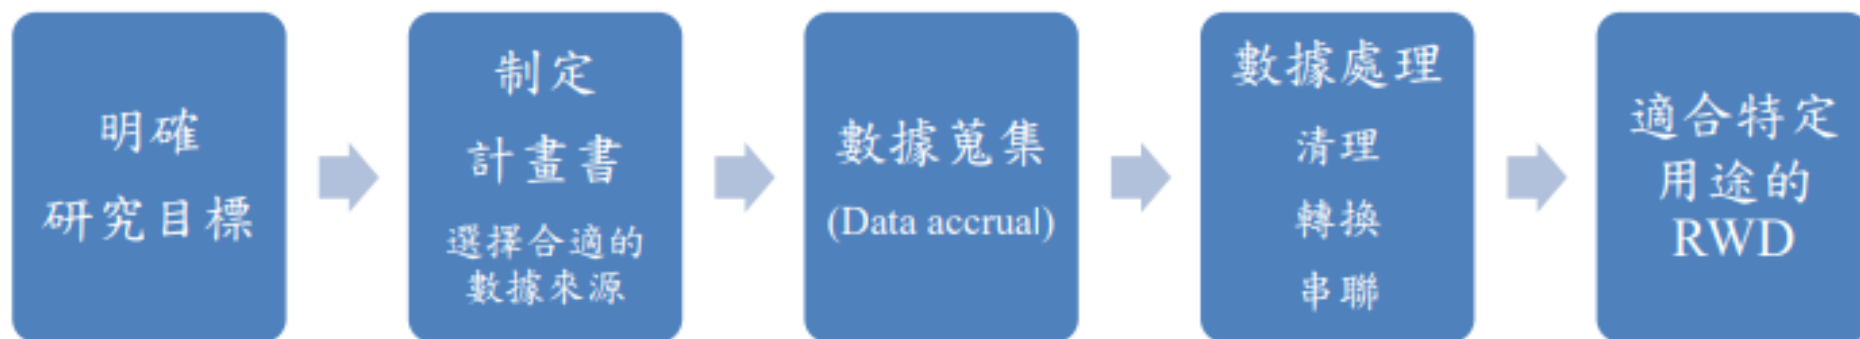 明確
研究目標
制定
計畫書
選擇合適的
數據來源
數據蒐集
(Data accrual)
數據處理
清理
轉換
串聯
適合特定
用途的
RWD